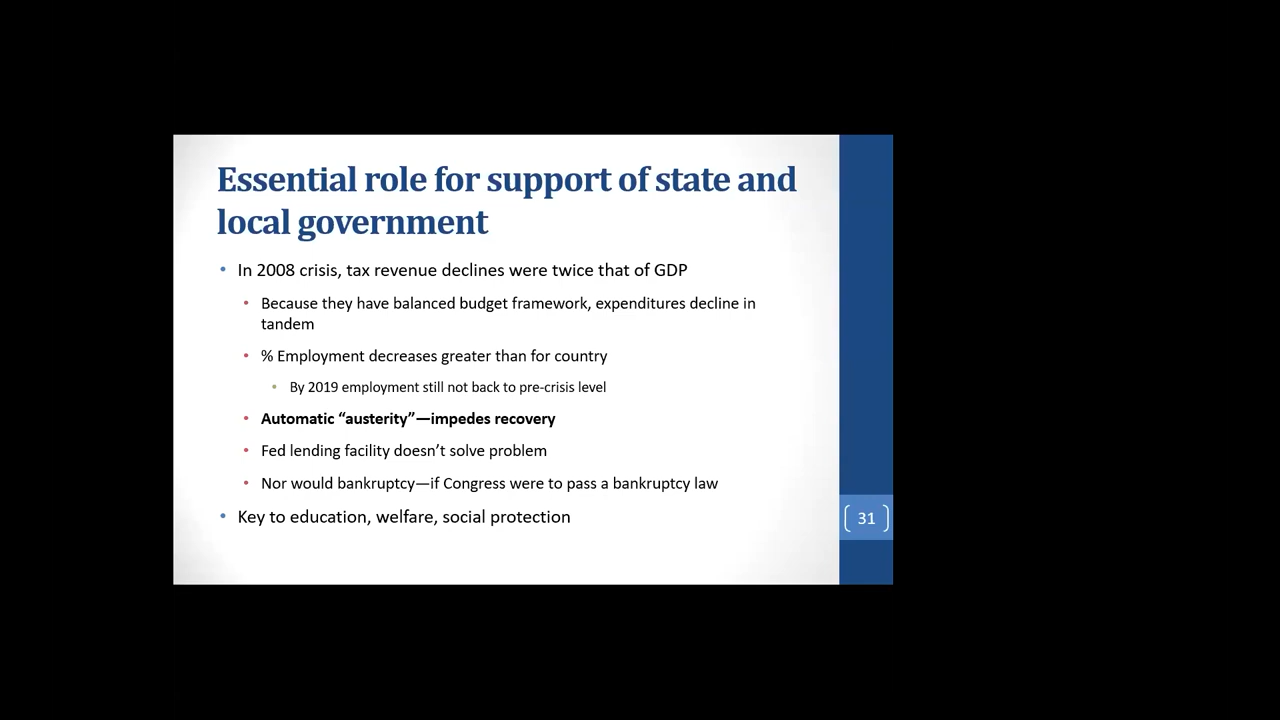 Essential role for support of state and
local government
• In 2008 crisis, tax revenue declines were twice that of GDP
• Because they have balanced budget framework, expenditures decline in
tandem
• % Employment decreases greater than for country
• By 2019 employment still not back to pre-crisis level
• Automatic “austerity”—impedes recovery
• Fed lending facility doesn’t solve problem
• Nor would bankruptcy—if Congress were to pass a bankruptcy law
• Key to education, welfare, social protection
31